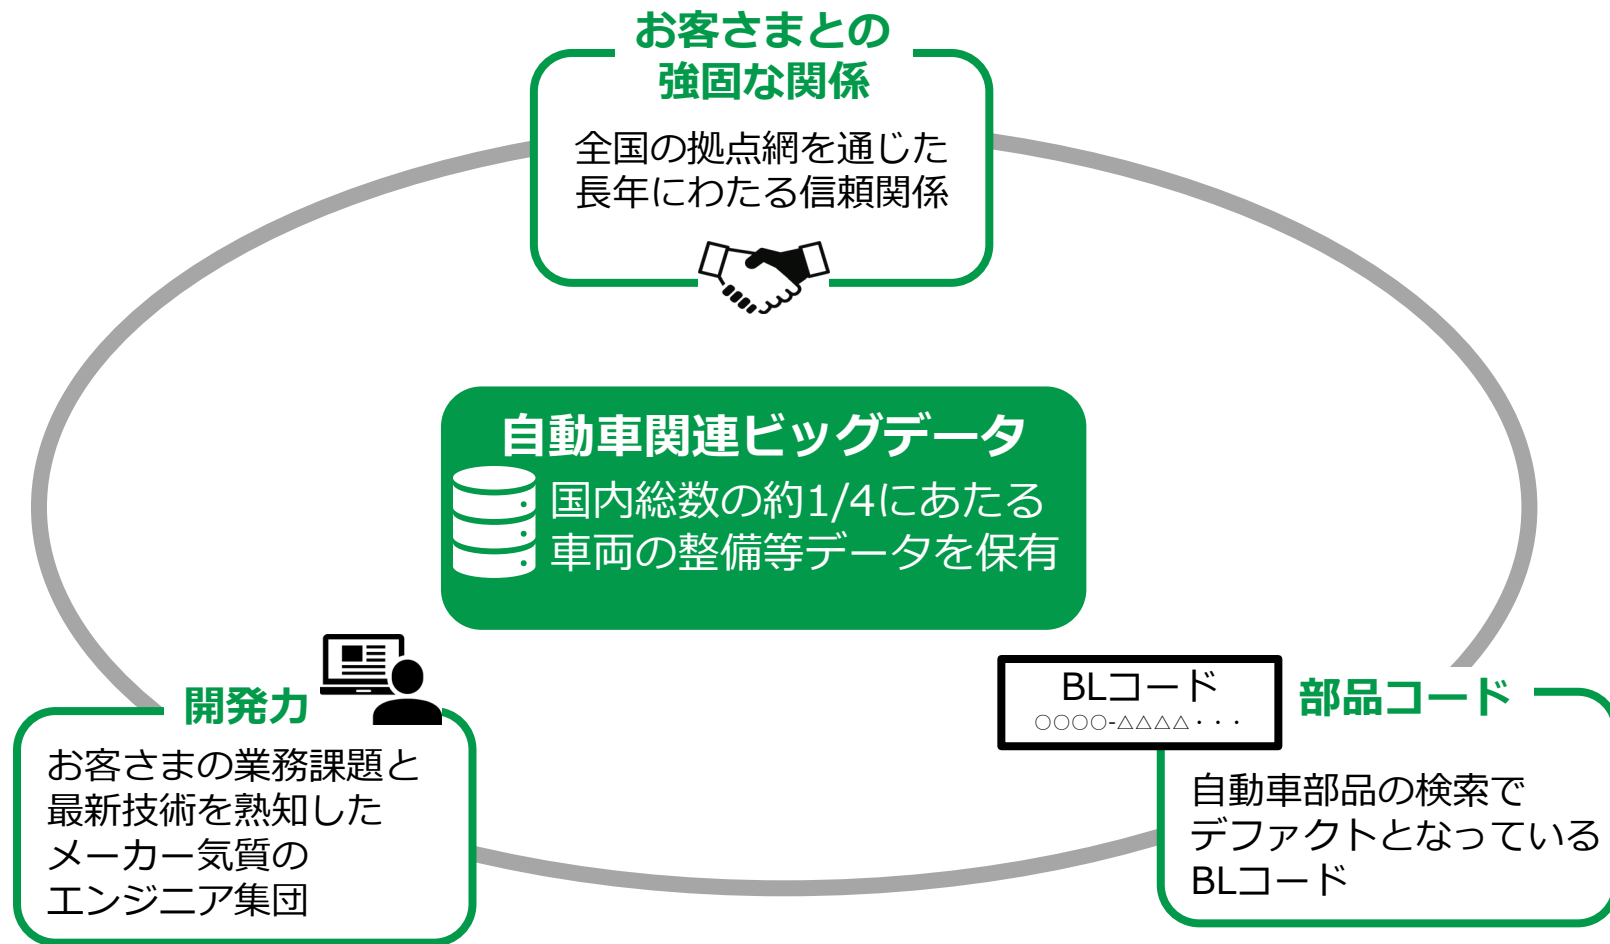 お客さまとの
強固な関係
全国の拠点網を通じた
長年にわたる信頼関係
自動車関連ビッグデータ
国内総数の約1/4にあたる
車両の整備等データを保有
開発力
お客さまの業務課題と
最新技術を熟知した
メーカー気質の
エンジニア集団
BLコード
○○○○-△△△△・・・
部品コード
自動車部品の検索で
デファクトとなっている
BLコード